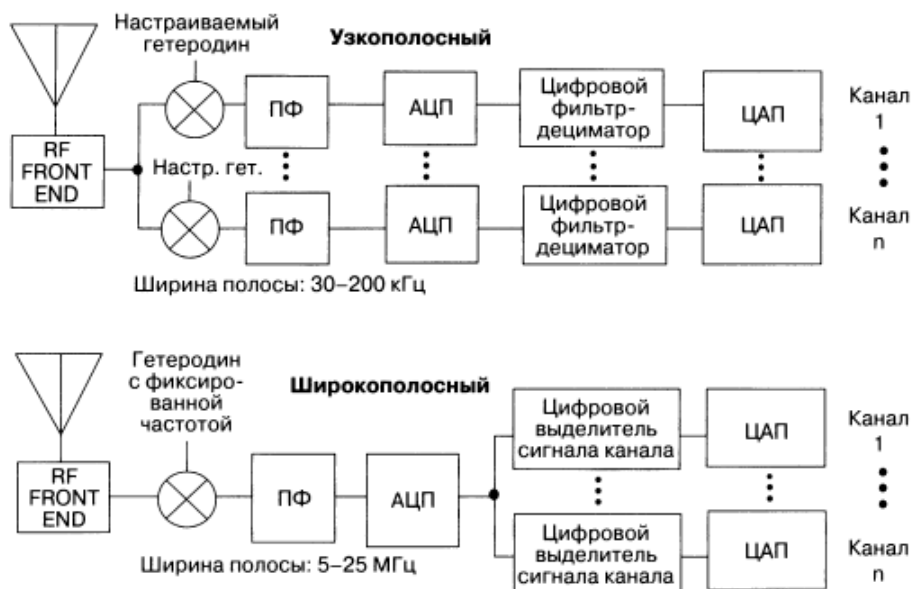 Настраиваемый
гетеродин
Узкополосный
RF
FRONT
END
ПФ
АЦП
Цифровой
фильтр-
дециматор
ЦАП
Канал
1
Настр. гет.
ПФ
АЦП
Цифровой
фильтр-
дециматор
ЦАП
Канал
n
Ширина полосы: 30–200 кГц
Гетеродин
с фиксиро-
ванной
частотой
Широкополосный
RF
FRONT
END
ПФ
АЦП
Цифровой
выделитель
сигнала канала
ЦАП
Канал
1
Цифровой
выделитель
сигнала канала
ЦАП
Канал
n
Ширина полосы: 5–25 МГц